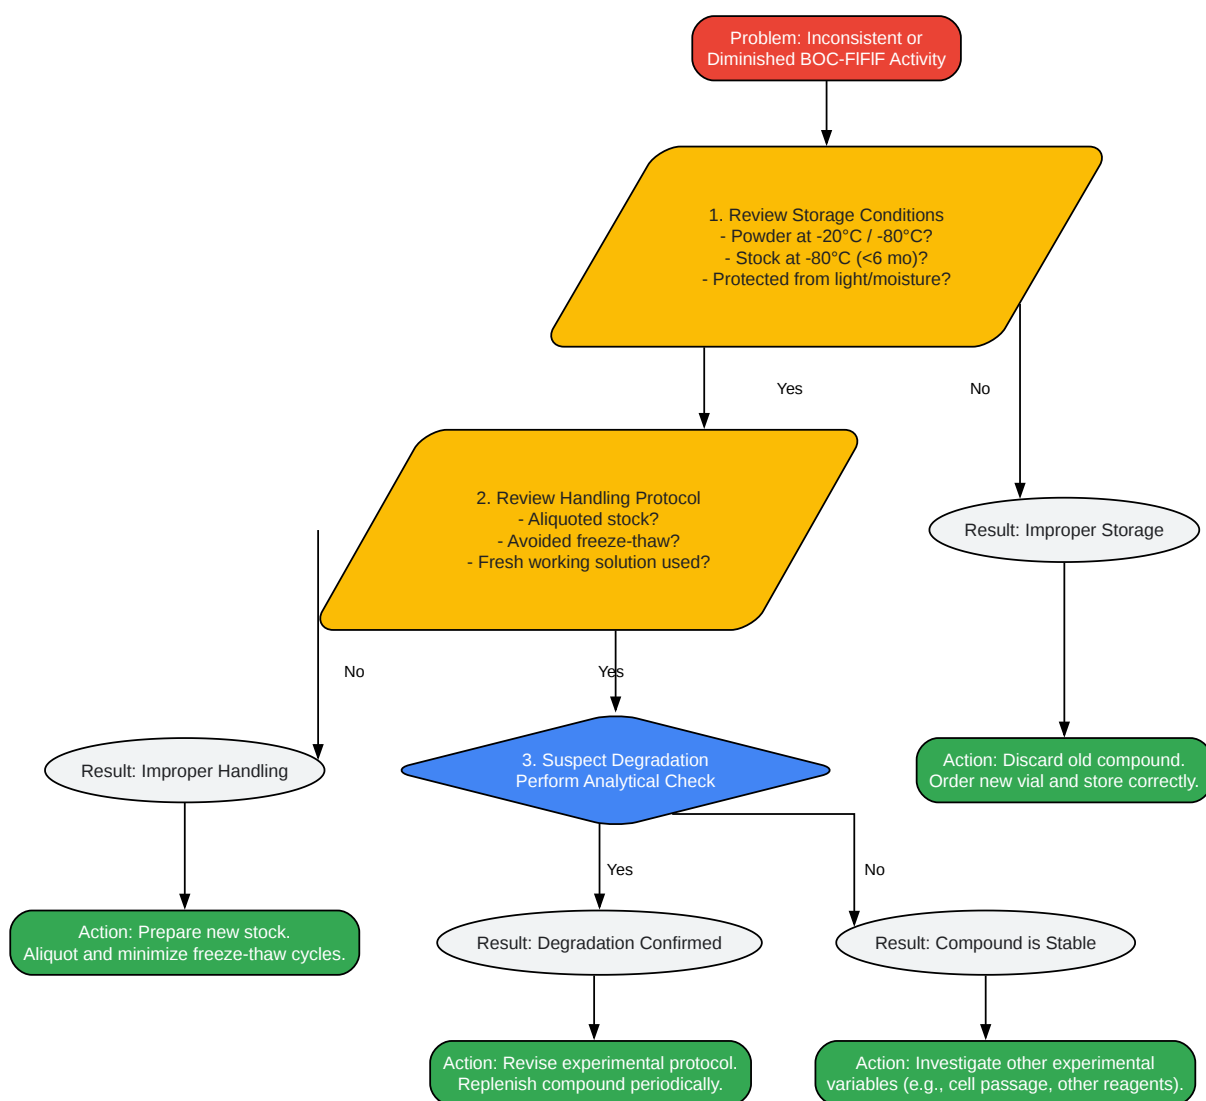 Problem: Inconsistent or
Diminished BOC-FlFlF Activity
1. Review Storage Conditions
- Powder at -20°C / -80°C?
- Stock at -80°C (<6 mo)?
- Protected from light/moisture?
Yes
No
2. Review Handling Protocol
- Aliquoted stock?
- Avoided freeze-thaw?
- Fresh working solution used?
Result: Improper Storage
No
Yes
Result: Improper Handling
3. Suspect Degradation
Perform Analytical Check
Action: Discard old compound.
Order new vial and store correctly.
Yes
No
Action: Prepare new stock.
Aliquot and minimize freeze-thaw cycles.
Result: Degradation Confirmed
Result: Compound is Stable
Action: Revise experimental protocol.
Replenish compound periodically.
Action: Investigate other experimental
variables (e.g., cell passage, other reagents).